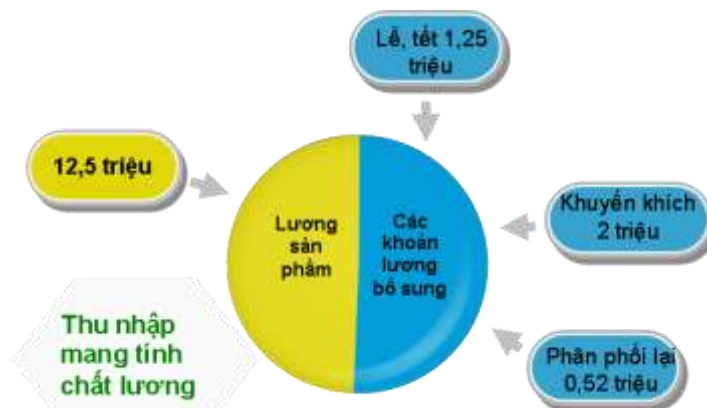 Lễ, tết 1,25
triệu
12,5 triệu
Lương
sản
phẩm
Các
khoản
lương
bổ sung
Khuyến khích
2 triệu
Thu nhập
mang tính
chất lương
Phân phối lại
0,52 triệu